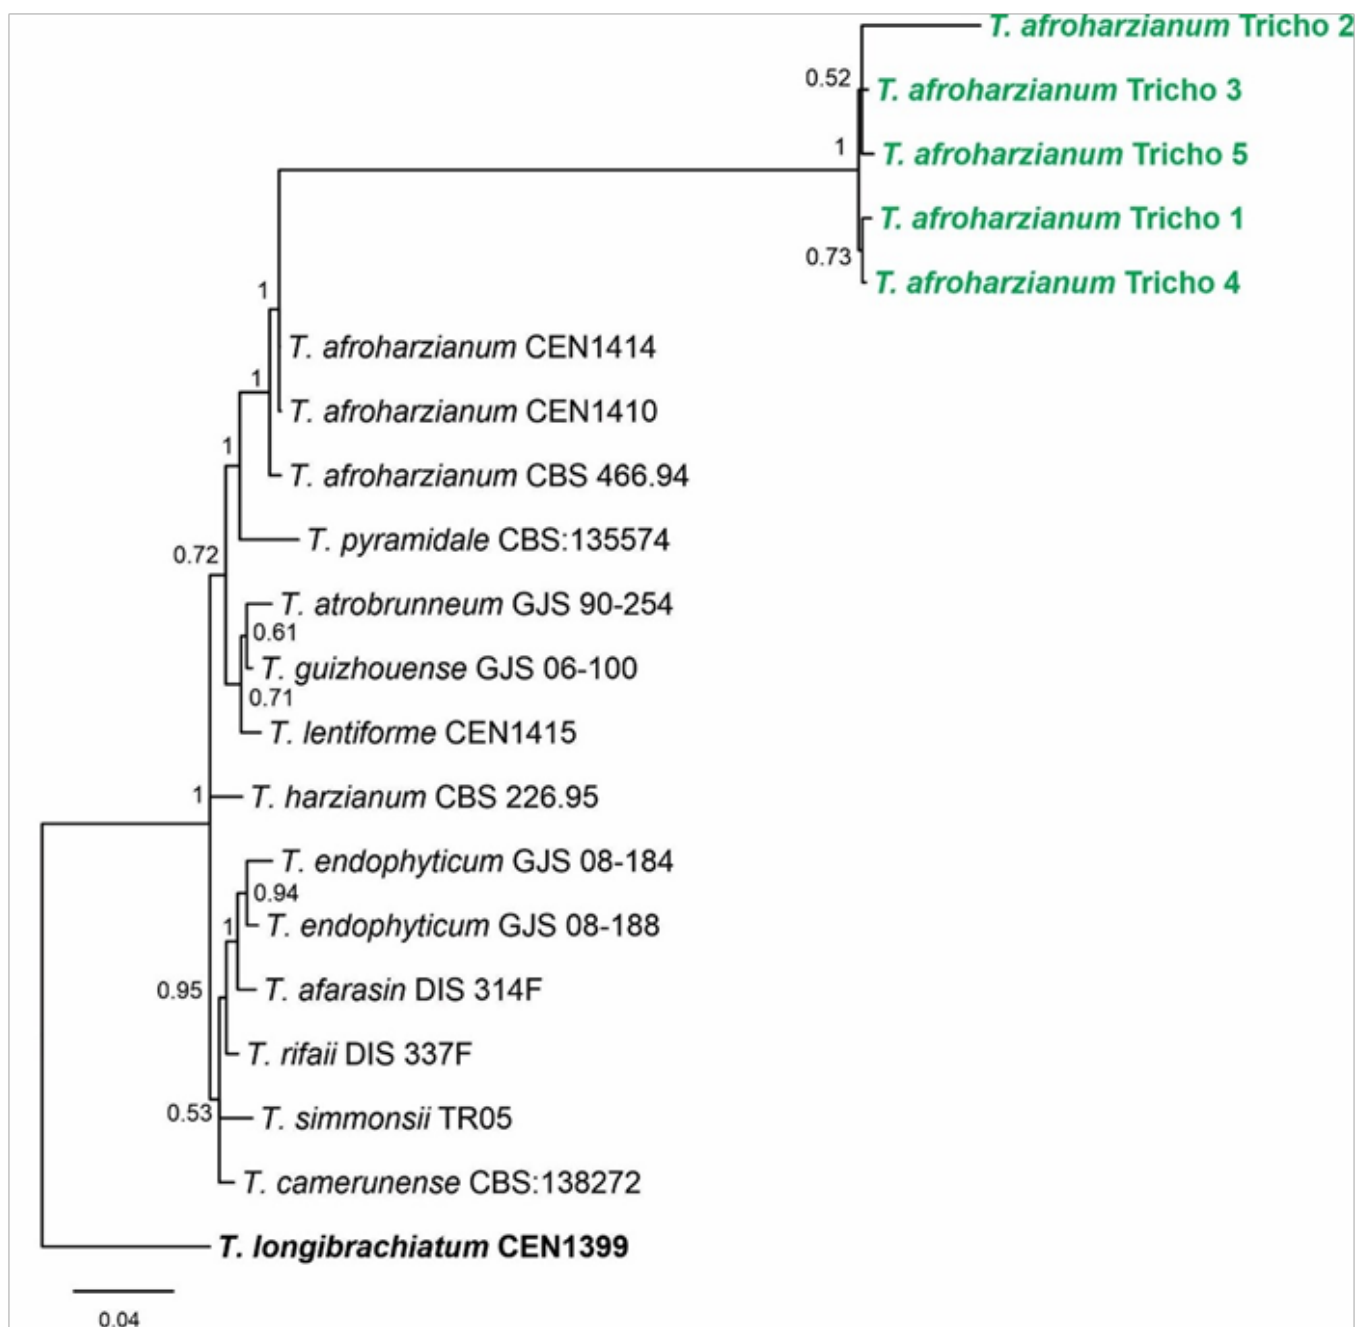 T. afroharzianum Tricho 2
0.52
T. afroharzianum Tricho 3
1
T. afroharzianum Tricho 5
T. afroharzianum Tricho 1
0.73
T. afroharzianum Tricho 4
1
T. afroharzianum CEN1414
1
T. afroharzianum CEN1410
1
T. afroharzianum CBS 466.94
T. pyramidale CBS:135574
0.72
T. atrobrunneum GJS 90-254
0.61
T. guizhouense GJS 06-100
0.71
T. lentiforme CEN1415
1
T. harzianum CBS 226.95
T. endophyticum GJS 08-184
0.94
1
T. endophyticum GJS 08-188
0.95
T. afarasin DIS 314F
T. rifaii DIS 337F
0.53
T. simmonsii TR05
T. camerunense CBS:138272
T. longibrachiatum CEN1399
0.04